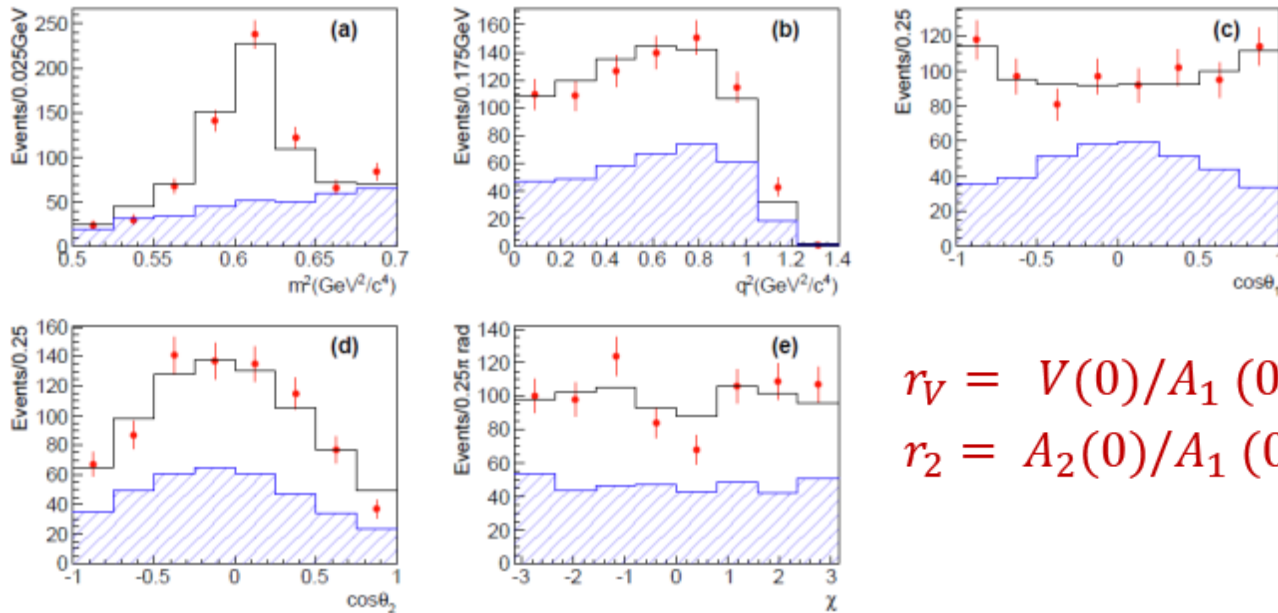 Events/0.025GeV
250
200
150
100
50
0
(a)
0.5 0.55 0.6 0.65 0.7
m²(GeV²/c⁴)
Events/0.175GeV
160
140
120
100
80
60
40
20
0
(b)
0 0.2 0.4 0.6 0.8 1 1.2 1.4
q²(GeV²/c⁴)
Events/0.25
120
100
80
60
40
20
0
(c)
-1 -0.5 0 0.5
cosθ
Events/0.25
160
140
120
100
80
60
40
20
0
(d)
-1 -0.5 0 0.5 1
cosθ₂
Events/0.25π rad
140
120
100
80
60
40
20
0
(e)
-3 -2 -1 0 1 2 3
χ
r_V = V(0)/A₁ (0
r₂ = A₂(0)/A₁ (0